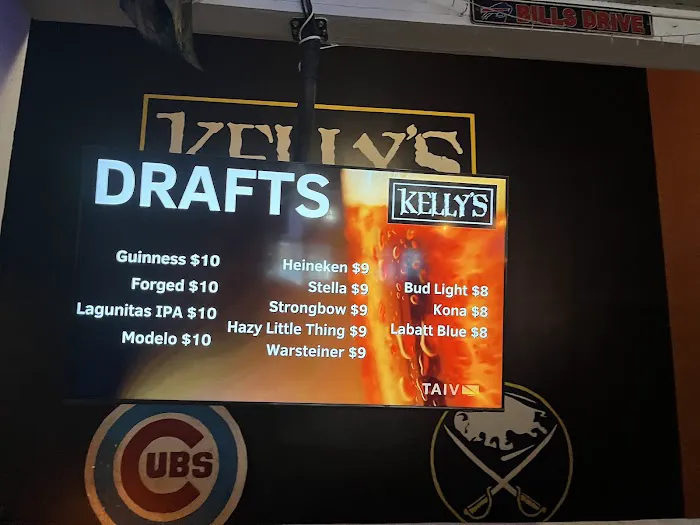 BILLS DRIVE
KELLY'S
DRAFTS
KELLY'S
Guinness $10
Forged $10
Lagunitas IPA $10
Modelo $10
Heineken $9
Stella $9
Strongbow $9
Hazy Little Thing $9
Warsteiner $9
Bud Light $8
Kona $8
Labatt Blue $8
TAIV
CUBS